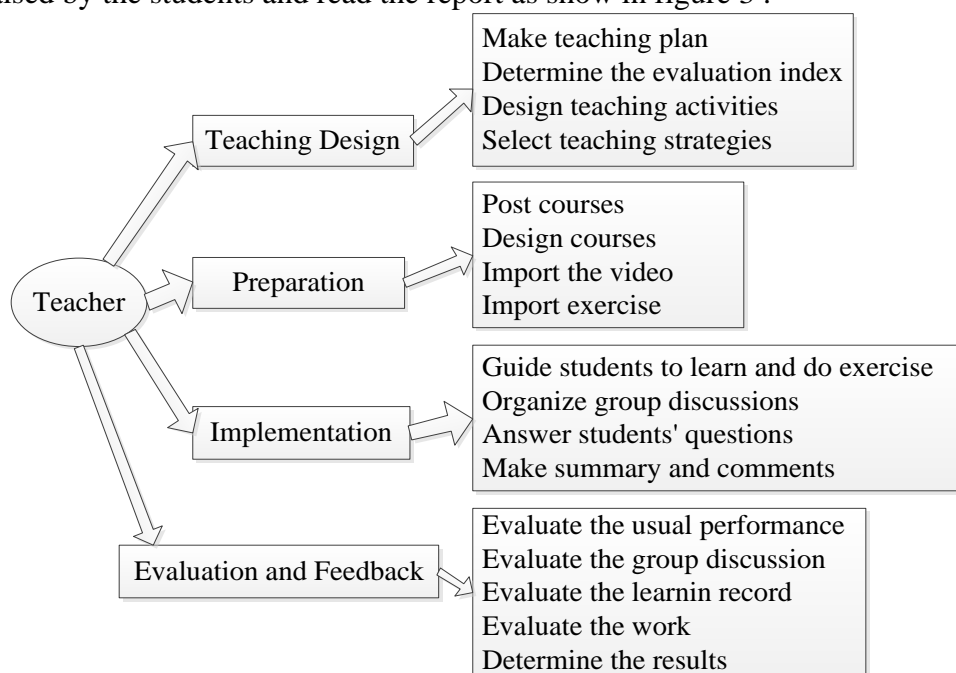 by the students and read the report as show in figure 3 .
Make teaching plan
Determine the evaluation index
Design teaching activities
Select teaching strategies
Teaching Design
Post courses
Design courses
Import the video
Import exercise
Preparation
Teacher
Guide students to learn and do exercise
Organize group discussions
Answer students' questions
Make summary and comments
Implementation
Evaluate the usual performance
Evaluate the group discussion
Evaluate the learnin record
Evaluate the work
Determine the results
Evaluation and Feedback